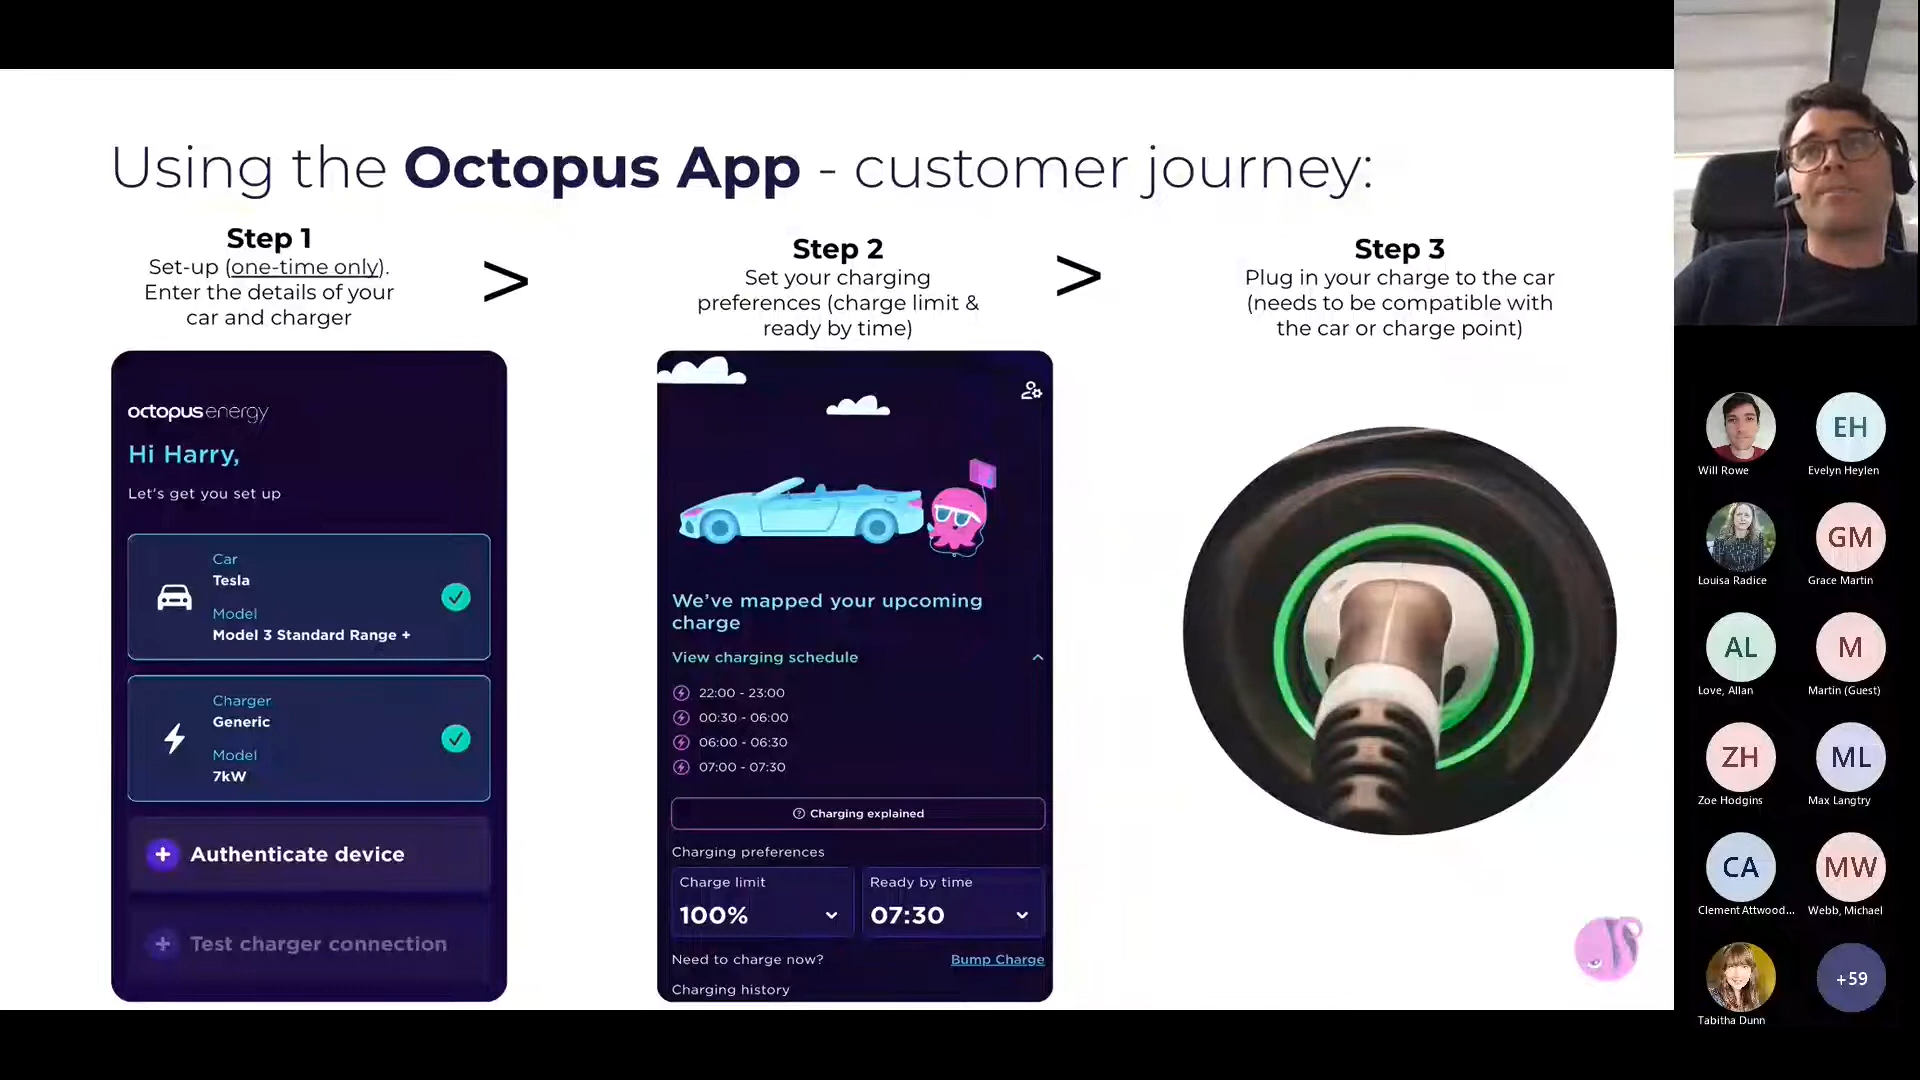 Using the Octopus App - customer journey:
Step 1
Set-up (one-time only).
Enter the details of your
car and charger
>
Step 2
Set your charging
preferences (charge limit &
ready by time)
>
Step 3
Plug in your charge to the car
(needs to be compatible with
the car or charge point)
octopusenergy
Hi Harry,
Let's get you set up
Car
Tesla
Model
Model 3 Standard Range +
Charger
Generic
Model
7kW
+ Authenticate device
+ Test charger connection
We've mapped your upcoming
charge
View charging schedule
22:00 - 23:00
00:30 - 06:00
06:00 - 06:30
07:00 - 07:30
Charging explained
Charging preferences
Charge limit
100%
Ready by time
07:30
Need to charge now? Bump Charge
Charging history
Will Rowe
EH
Evelyn Heylen
Louisa Radice
GM
Grace Martin
AL
Love, Allan
M
Martin (Guest)
ZH
Zoe Hodgins
ML
Max Langtry
CA
Clement Attwood...
MW
Webb, Michael
Tabitha Dunn
+59